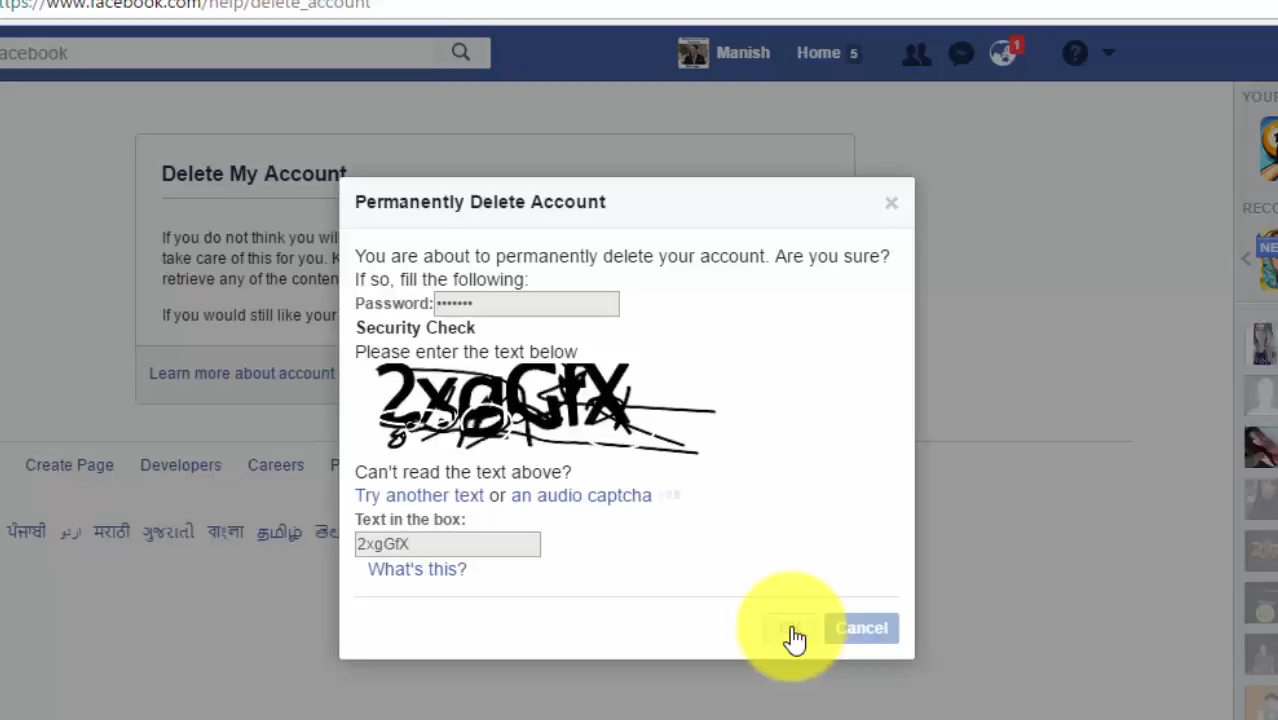 https://www.facebook.com/help/delete_account
acebook
Manish
Home 5
1
?
YOUR
Delete My Account
Permanently Delete Account
If you do not think you wil
take care of this for you. K
retrieve any of the conten
If you would still like your
Learn more about account
You are about to permanently delete your account. Are you sure?
If so, fill the following:
Password: •••••••
Security Check
Please enter the text below
2xgGfX
Can't read the text above?
Try another text or an audio captcha
Text in the box:
2xgGfX
What's this?
Cancel
RECO
NE
Create Page Developers Careers P
ਪੰਜਾਬੀ اردو मराठी ગુજરાતી বাংলা தமிழ் తెల